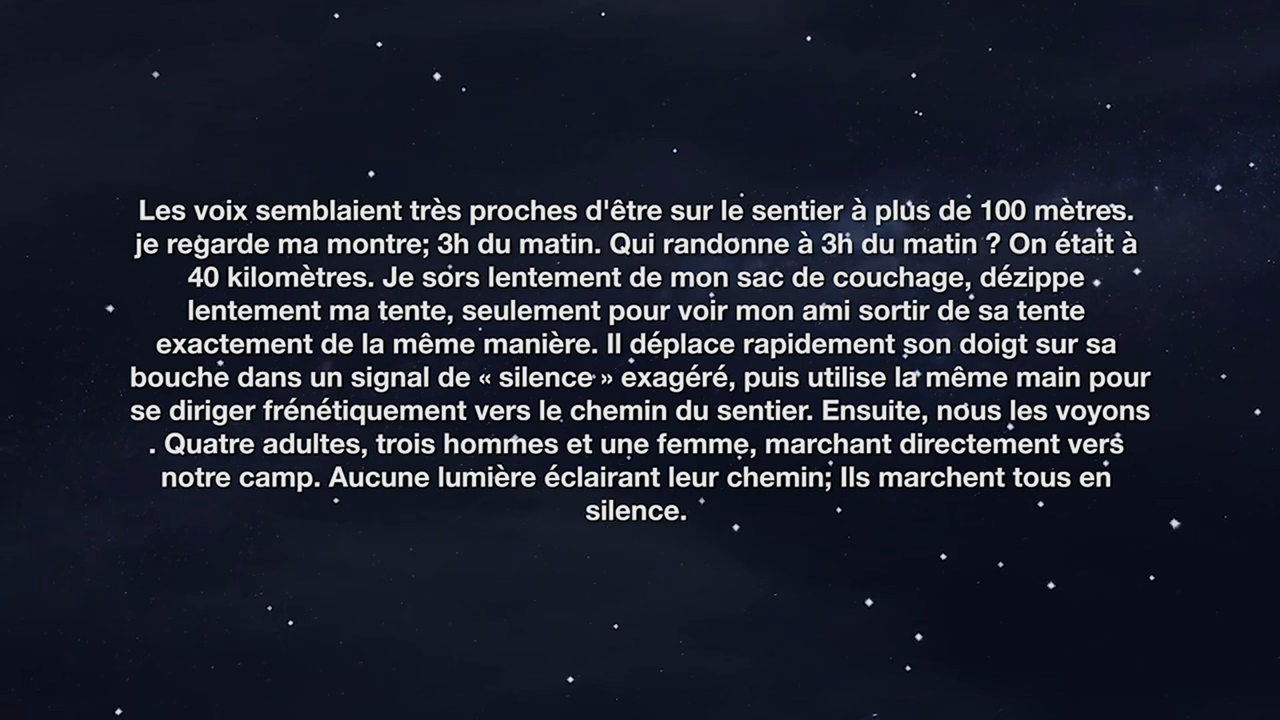 Les voix semblaient très proches d'être sur le sentier à plus de 100 mètres.
je regarde ma montre; 3h du matin. Qui randonne à 3h du matin ? On était à
40 kilomètres. Je sors lentement de mon sac de couchage, dézippe
lentement ma tente, seulement pour voir mon ami sortir de sa tente
exactement de la même manière. Il déplace rapidement son doigt sur sa
bouche dans un signal de « silence » exagéré, puis utilise la même main pour
se diriger frénétiquement vers le chemin du sentier. Ensuite, nous les voyons
. Quatre adultes, trois hommes et une femme, marchant directement vers
notre camp. Aucune lumière éclairant leur chemin; Ils marchent tous en
silence.